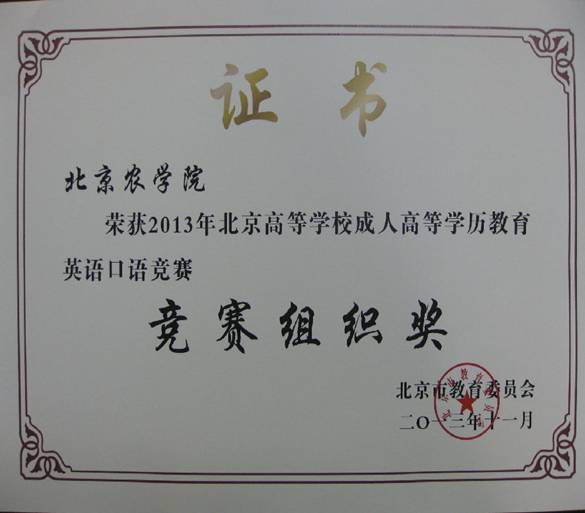 证书
北京农学院
荣获2013年北京高等学校成人高等学历教育
英语口语竞赛
竞赛组织奖
北京市教育委员会
二〇一三年十一月